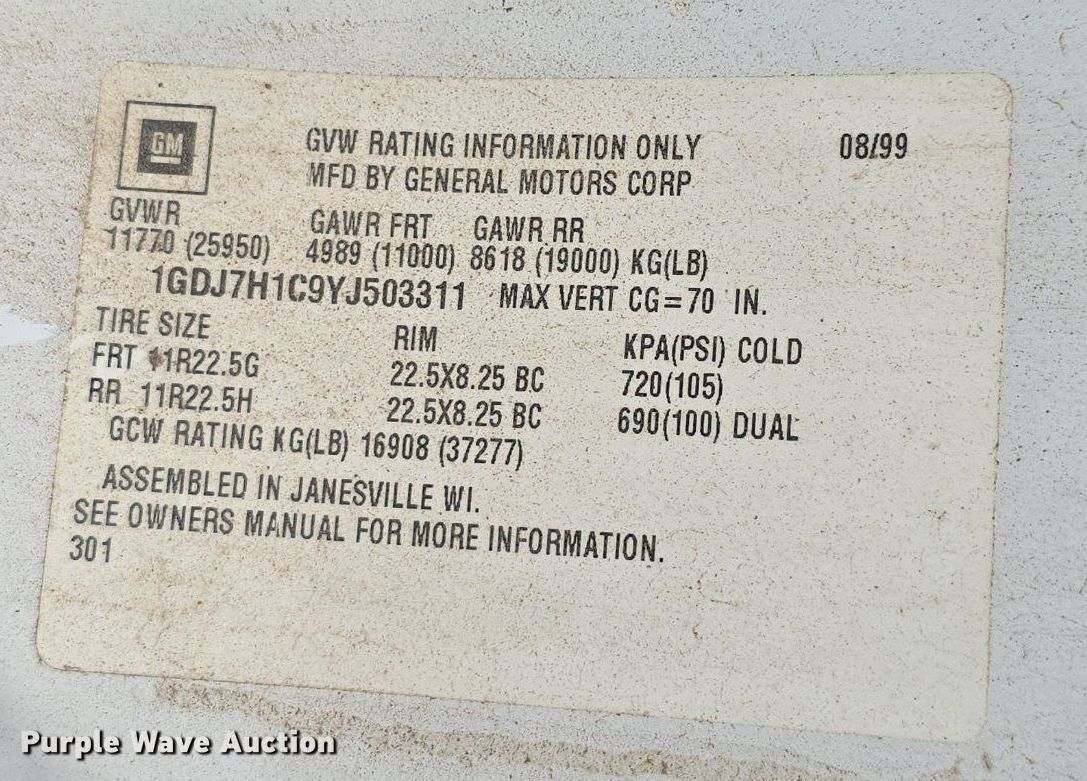 GM
GVW RATING INFORMATION ONLY 08/99
MFD BY GENERAL MOTORS CORP
GVWR GAWR FRT GAWR RR
11770 (25950) 4989 (11000) 8618 (19000) KG(LB)
1GDJ7H1C9YJ503311 MAX VERT CG=70 IN.
TIRE SIZE RIM KPA(PSI) COLD
FRT 11R22.5G 22.5X8.25 BC 720(105)
RR 11R22.5H 22.5X8.25 BC 690(100) DUAL
GCW RATING KG(LB) 16908 (37277)
ASSEMBLED IN JANESVILLE WI.
SEE OWNERS MANUAL FOR MORE INFORMATION.
301
Purple Wave Auction